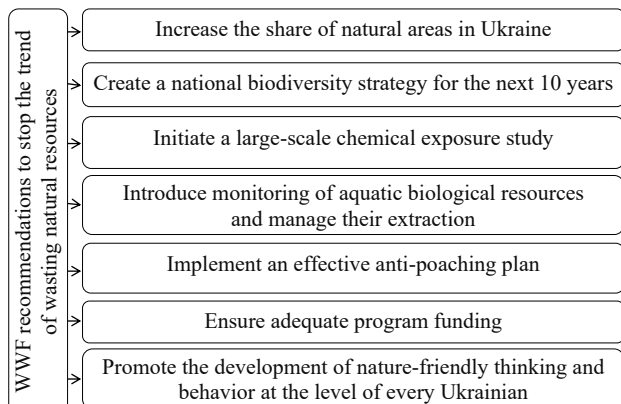 WWF recommendations to stop the trend
of wasting natural resources
Increase the share of natural areas in Ukraine
Create a national biodiversity strategy for the next 10 years
Initiate a large-scale chemical exposure study
Introduce monitoring of aquatic biological resources
and manage their extraction
Implement an effective anti-poaching plan
Ensure adequate program funding
Promote the development of nature-friendly thinking and
behavior at the level of every Ukrainian